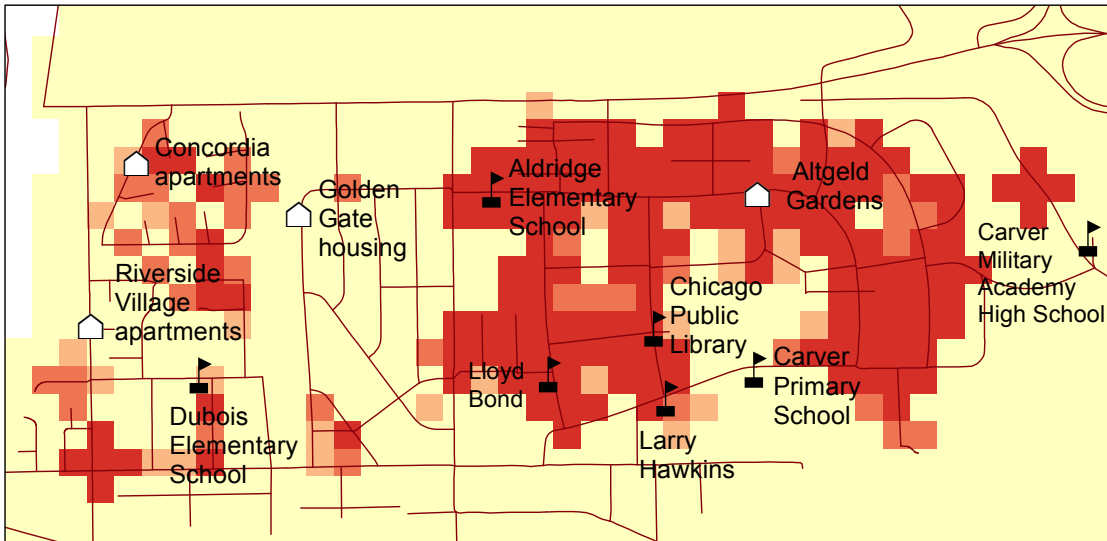 Concordia
apartments
Golden
Gate
housing
Aldridge
Elementary
School
Altgeld
Gardens
Carver
Military
Academy
High School
Riverside
Village
apartments
Chicago
Public
Library
Lloyd
Bond
Carver
Primary
School
Dubois
Elementary
School
Larry
Hawkins